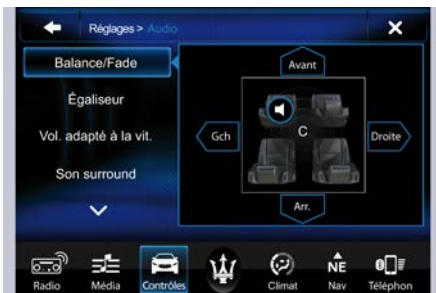 Réglages > Audio
Balance/Fade
Égaliseur
Vol. adapté à la vit.
Son surround
Avant
Gch
C
Droite
Arr.
Radio
Média
Contrôles
Climat
NE
Nav
Téléphon